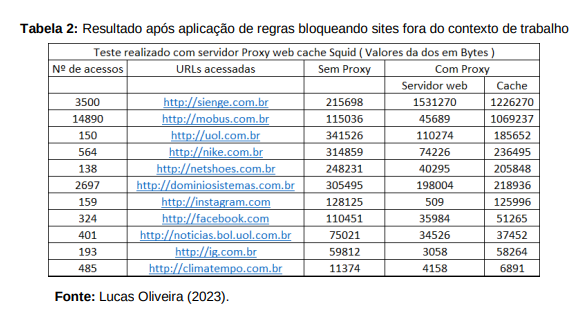 Tabela 2: Resultado após aplicação de regras bloqueando sites fora do contexto de trabalho
Teste realizado com servidor Proxy web cache Squid ( Valores da dos em Bytes )
Nº de acessos URLs acessadas Sem Proxy Com Proxy
Servidor web Cache
3500 http://sienge.com.br 215698 1531270 1226270
14890 http://mobus.com.br 115036 45689 1069237
150 http://uol.com.br 341526 110274 185652
564 http://nike.com.br 314859 74226 236495
138 http://netshoes.com.br 248231 40295 205848
2697 http://dominiosistemas.com.br 305495 198004 218936
159 http://instagram.com 128125 509 125996
324 http://facebook.com 110451 35984 51265
401 http://noticias.bol.uol.com.br 75021 34526 37452
193 http://ig.com.br 59812 3058 58264
485 http://climatempo.com.br 11374 4158 6891
Fonte: Lucas Oliveira (2023).